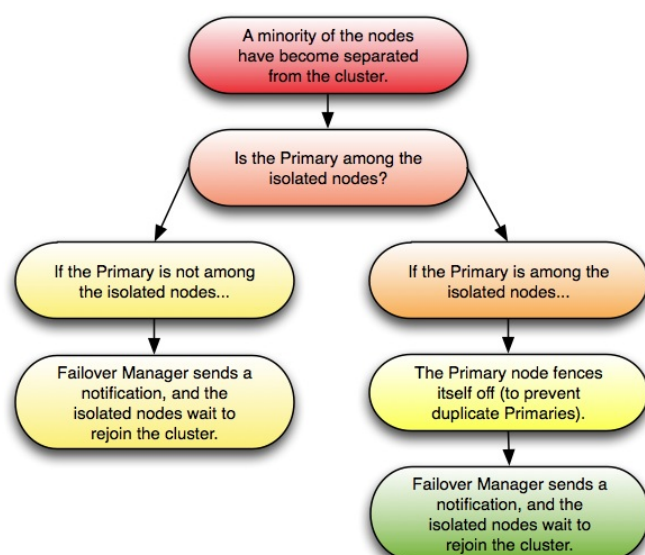 A minority of the nodes
have become separated
from the cluster.
Is the Primary among the
isolated nodes?
If the Primary is not among
the isolated nodes...
If the Primary is among the
isolated nodes...
Failover Manager sends a
notification, and the
isolated nodes wait to
rejoin the cluster.
The Primary node fences
itself off (to prevent
duplicate Primaries).
Failover Manager sends a
notification, and the
isolated nodes wait to
rejoin the cluster.